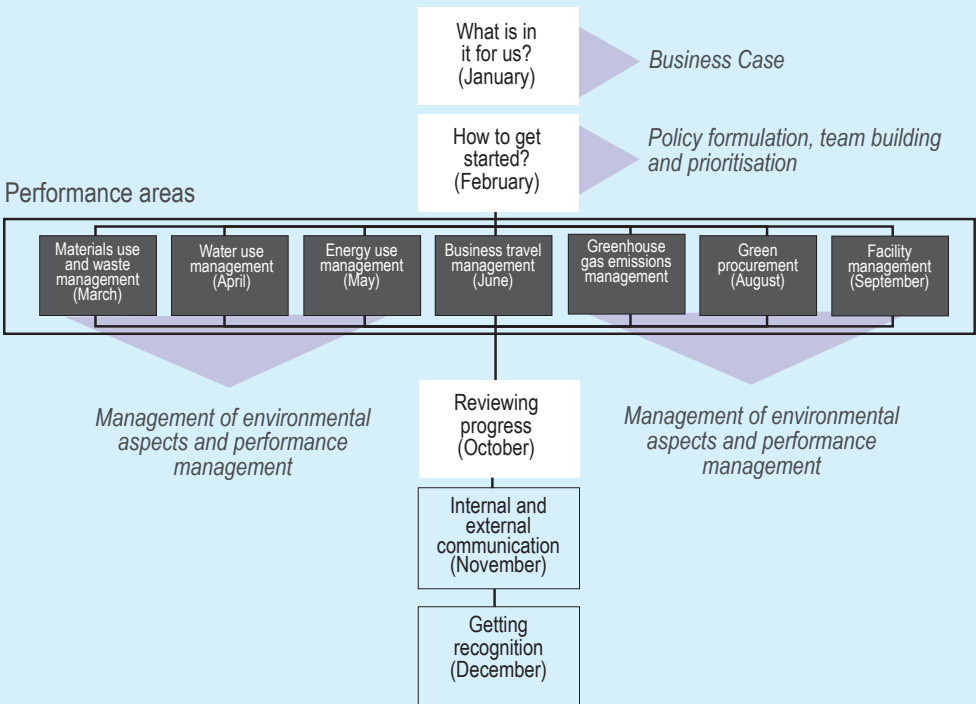 What is in
it for us?
(January)
Business Case
How to get
started?
(February)
Policy formulation, team building
and prioritisation
Performance areas
Materials use
and waste
management
(March)
Water use
management
(April)
Energy use
management
(May)
Business travel
management
(June)
Greenhouse
gas emissions
management
Green
procurement
(August)
Facility
management
(September)
Management of environmental
aspects and performance
management
Reviewing
progress
(October)
Management of environmental
aspects and performance
management
Internal and
external
communication
(November)
Getting
recognition
(December)